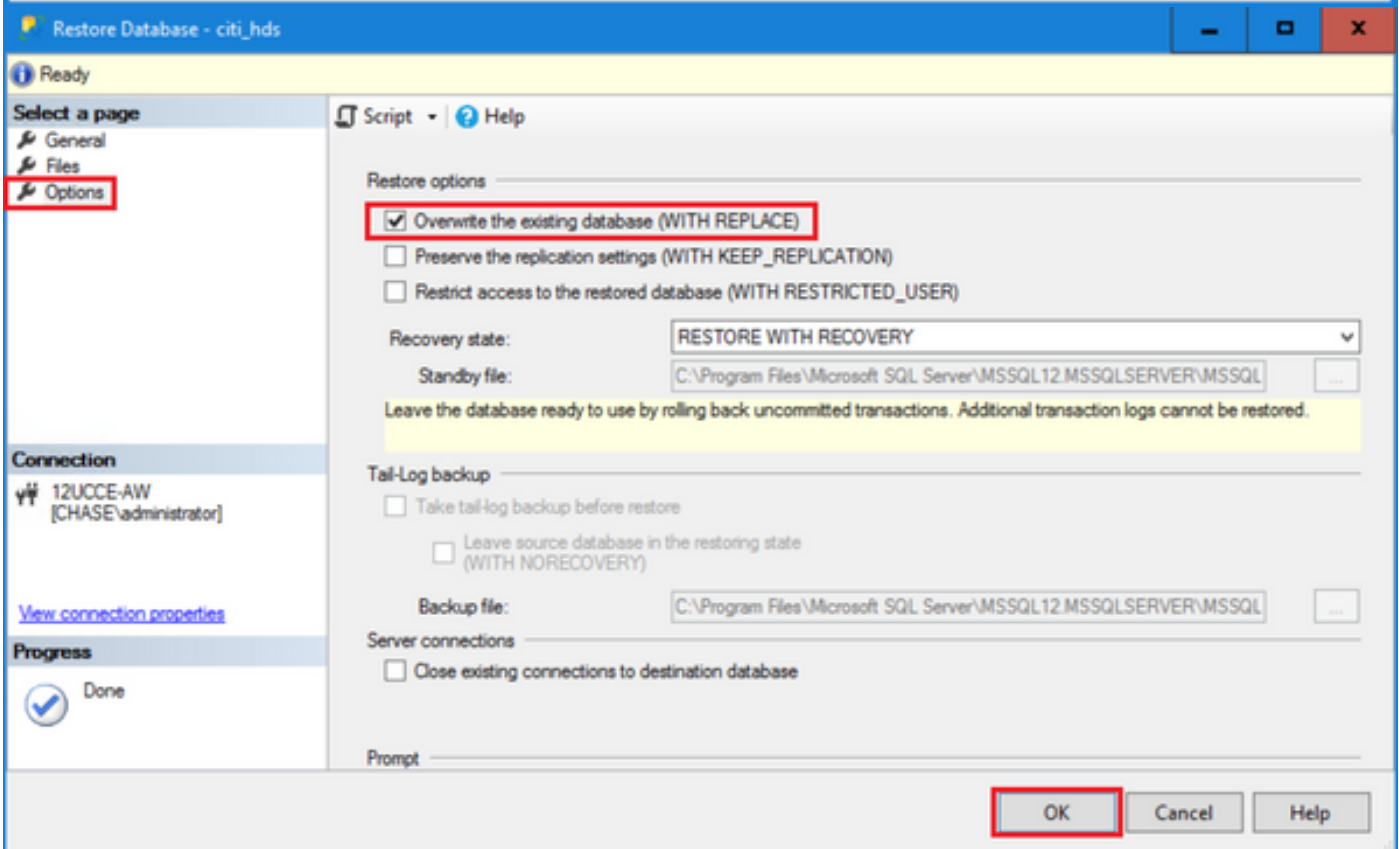 Restore Database - citi_hds
Ready
Select a page
General
Files
Options
Script
Help
Restore options
Overwrite the existing database (WITH REPLACE)
Preserve the replication settings (WITH KEEP_REPLICATION)
Restrict access to the restored database (WITH RESTRICTED_USER)
Recovery state:
RESTORE WITH RECOVERY
Standby file:
C:\Program Files\Microsoft SQL Server\MSSQL12.MSSQLSERVER\MSSQL
...
Leave the database ready to use by rolling back uncommitted transactions. Additional transaction logs cannot be restored.
Tail-Log backup
Take tail-log backup before restore
Leave source database in the restoring state
(WITH NORECOVERY)
Backup file:
C:\Program Files\Microsoft SQL Server\MSSQL12.MSSQLSERVER\MSSQL
...
Server connections
Close existing connections to destination database
Prompt
Connection
12UCCE-AW
[CHASE\administrator]
View connection properties
Progress
Done
OK
Cancel
Help